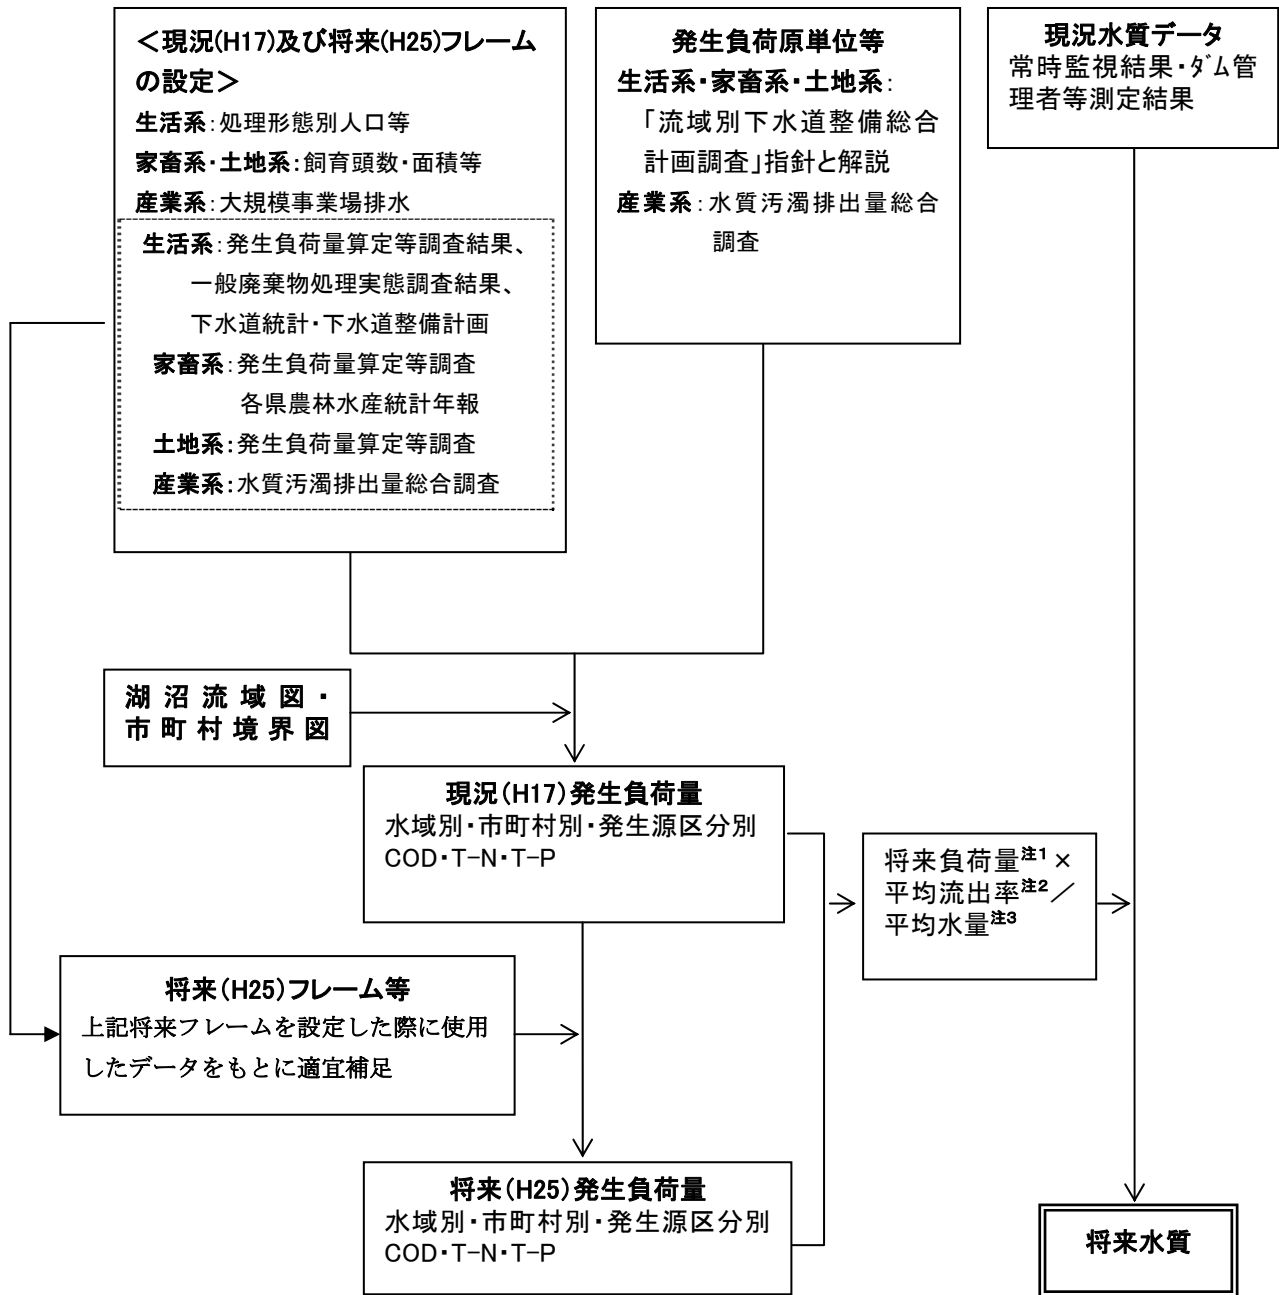 ＜現況(H17)及び将来(H25)フレーム
の設定＞
生活系：処理形態別人口等
家畜系・土地系：飼育頭数・面積等
産業系：大規模事業場排水
生活系：発生負荷量算定等調査結果、
一般廃棄物処理実態調査結果、
下水道統計・下水道整備計画
家畜系：発生負荷量算定等調査
各県農林水産統計年報
土地系：発生負荷量算定等調査
産業系：水質汚濁排出量総合調査
発生負荷原単位等
生活系・家畜系・土地系：
「流域別下水道整備総合
計画調査」指針と解説
産業系：水質汚濁排出量総合
調査
現況水質データ
常時監視結果・ﾀﾞﾑ管
理者等測定結果
湖沼流域図・
市町村境界図
現況(H17)発生負荷量
水域別・市町村別・発生源区分別
COD・T-N・T-P
将来負荷量注1×
平均流出率注2／
平均水量注3
将来(H25)フレーム等
上記将来フレームを設定した際に使用
したデータをもとに適宜補足
将来(H25)発生負荷量
水域別・市町村別・発生源区分別
COD・T-N・T-P
将来水質